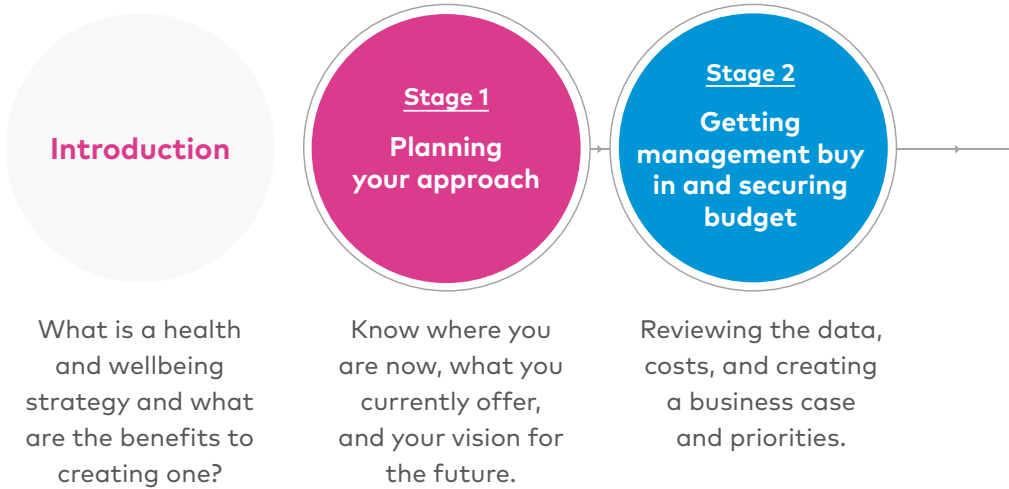 Introduction
What is a health
and wellbeing
strategy and what
are the benefits to
creating one?
Stage 1
Planning
your approach
Know where you
are now, what you
currently offer,
and your vision for
the future.
Stage 2
Getting
management buy
in and securing
budget
Reviewing the data,
costs, and creating
a business case
and priorities.